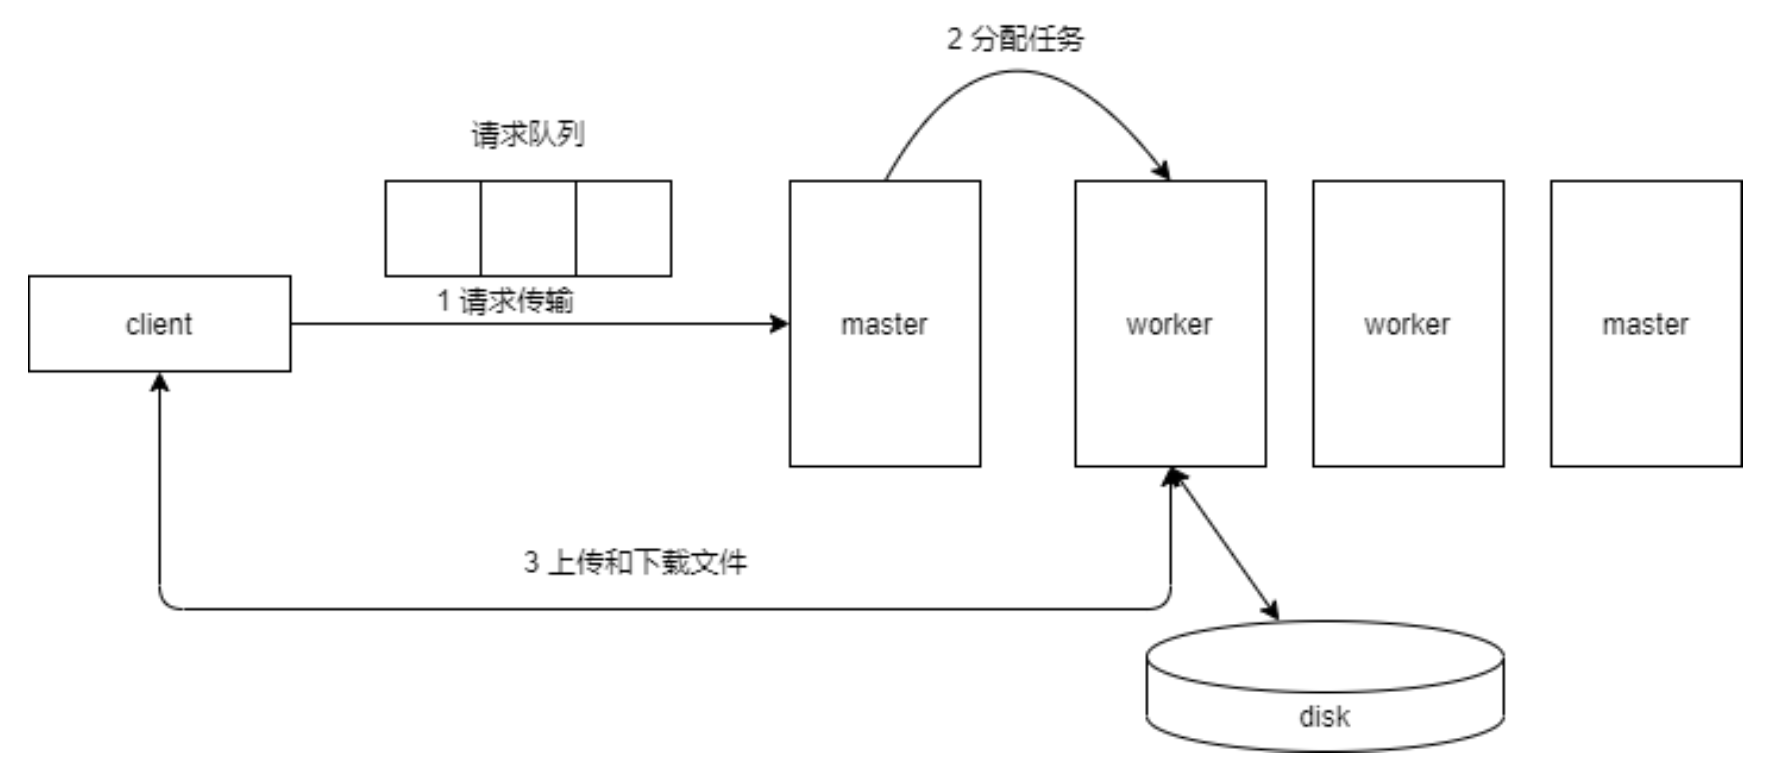 2 分配任务
请求队列
1 请求传输
client
master
worker
worker
master
3 上传和下载文件
disk